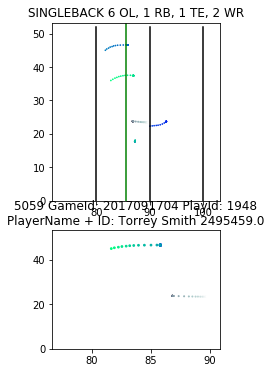 SINGLEBACK 6 OL, 1 RB, 1 TE, 2 WR
50
40
30
20
10
0
80 90 100
5059 GameId: 2017091704 PlayId: 1948
PlayerName + ID: Torrey Smith 2495459.0
40
20
0
80 85 90